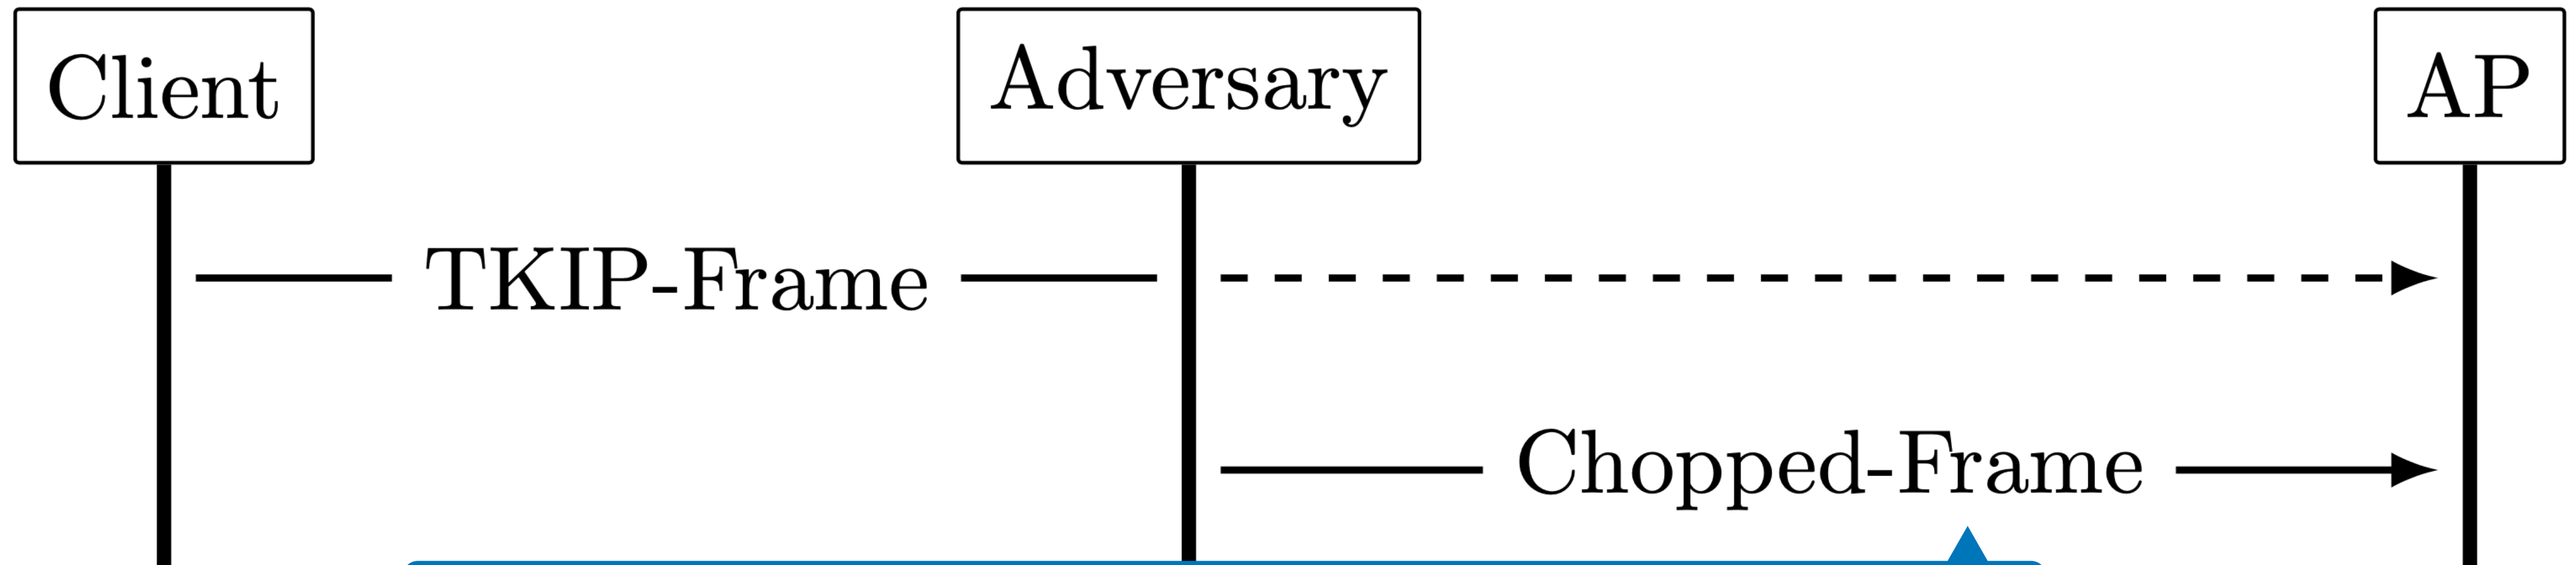 Client
Adversary
AP
TKIP-Frame
Chopped-Frame